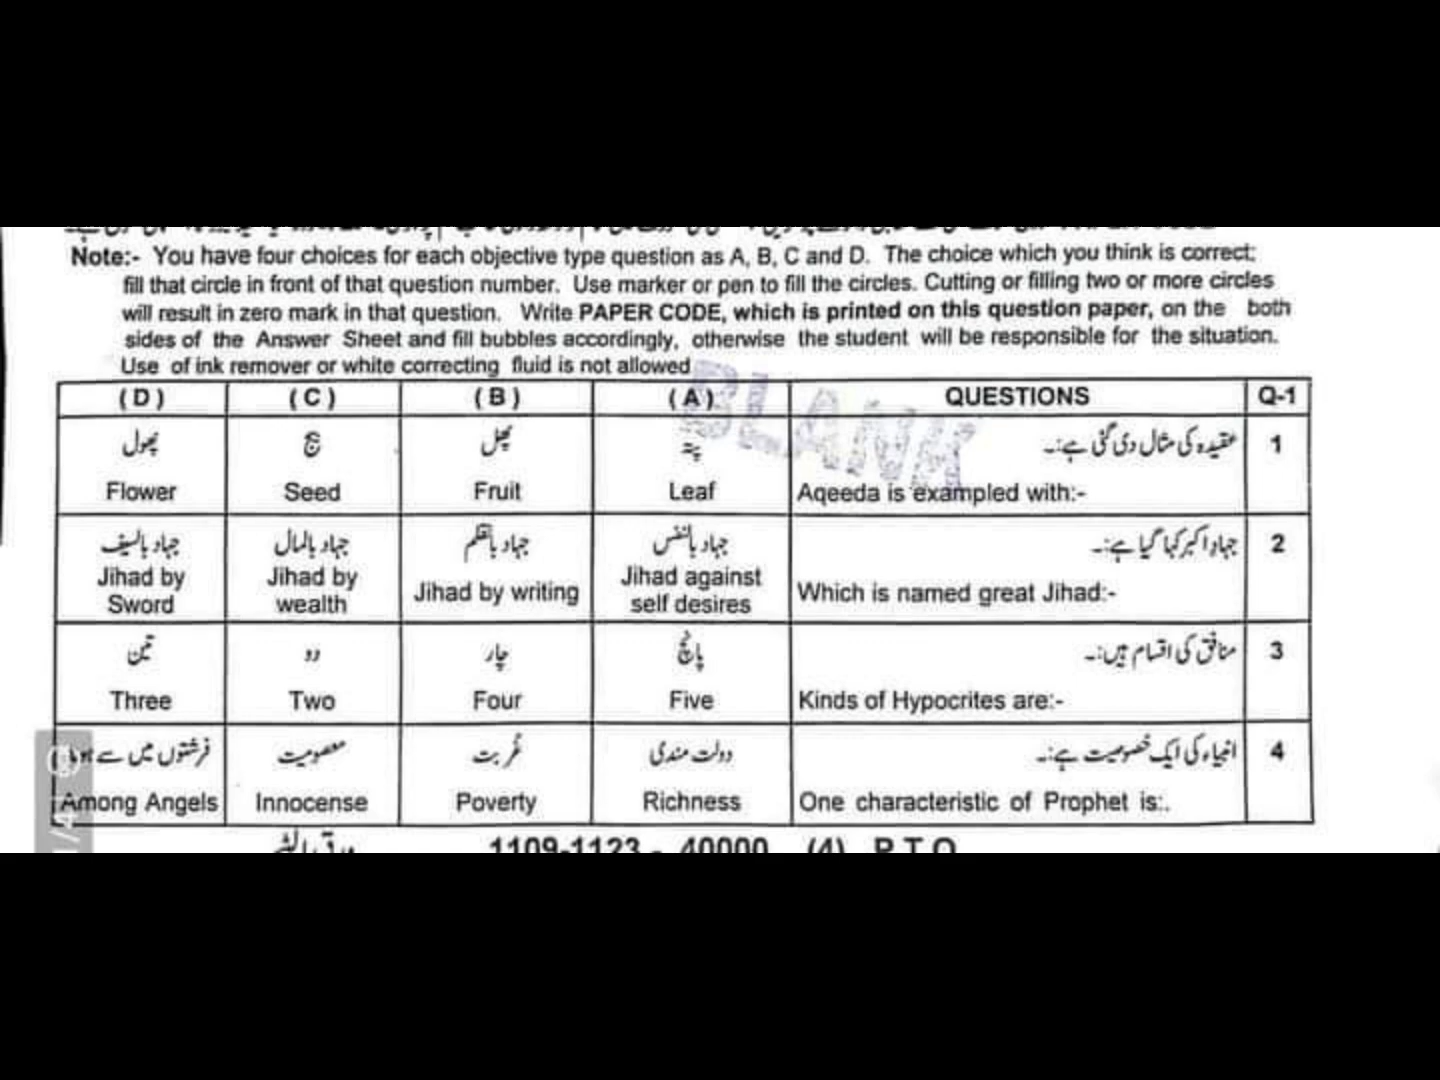 Note:- You have four choices for each objective type question as A, B, C and D. The choice which you think is correct;
fill that circle in front of that question number. Use marker or pen to fill the circles. Cutting or filling two or more circles
will result in zero mark in that question. Write PAPER CODE, which is printed on this question paper, on the both
sides of the Answer Sheet and fill bubbles accordingly, otherwise the student will be responsible for the situation.
Use of ink remover or white correcting fluid is not allowed
BLANK
(D) (C) (B) (A) QUESTIONS Q-1
پھول بیج پھل پتہ عقیدہ کی مثال دی گئی ہے:۔ 1
Flower Seed Fruit Leaf Aqeeda is exampled with:-
جہاد بالسیف جہاد بالمال جہاد بالقلم جہاد بالنفس جہاد اکبر کہا گیا ہے:۔ 2
Jihad by Sword Jihad by wealth Jihad by writing Jihad against self desires Which is named great Jihad:-
تین دو چار پانچ منافق کی اقسام ہیں:۔ 3
Three Two Four Five Kinds of Hypocrites are:-
فرشتوں میں سے ہونا معصومیت غُربت دولت مندی انبیاء کی ایک خصوصیت ہے:۔ 4
Among Angels Innocense Poverty Richness One characteristic of Prophet is:.
1109-1123 - 40000 (4) P.T.O